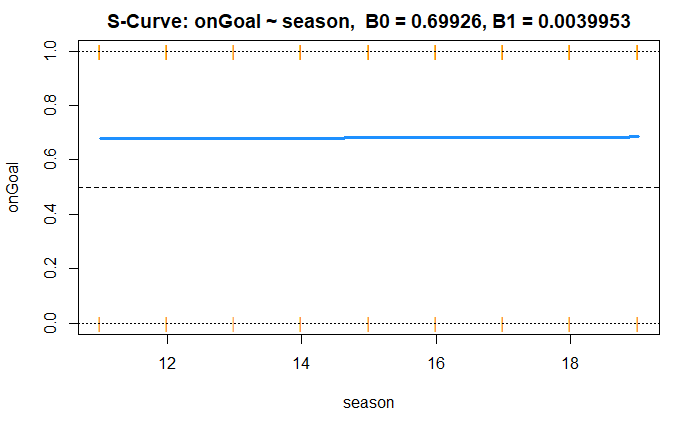 S-Curve: onGoal ~ season,  B0 = 0.69926, B1 = 0.0039953
1.0
0.8
0.6
0.4
0.2
0.0
onGoal
12 14 16 18
season